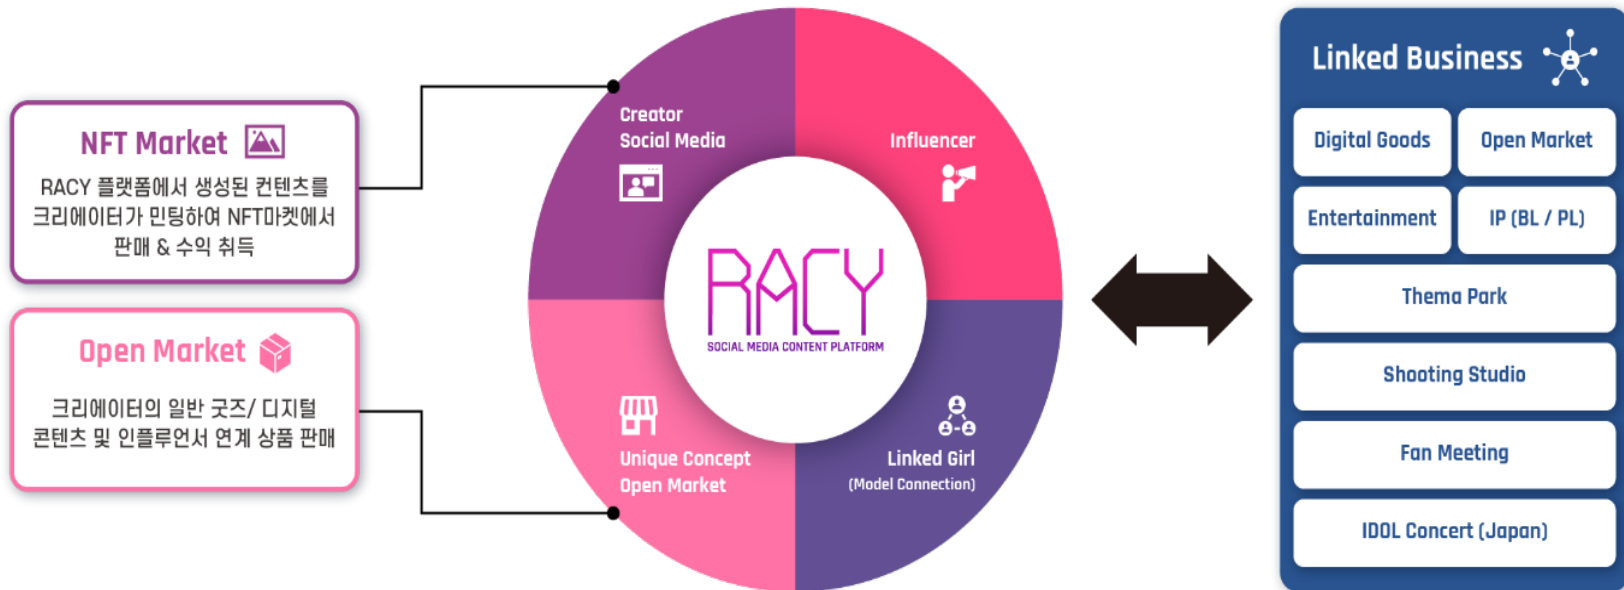 NFT Market
RACY 플랫폼에서 생성된 컨텐츠를
크리에이터가 민팅하여 NFT마켓에서
판매 & 수익 취득
Open Market
크리에이터의 일반 굿즈/ 디지털
콘텐츠 및 인플루언서 연계 상품 판매
Creator
Social Media
Influencer
RACY
SOCIAL MEDIA CONTENT PLATFORM
Unique Concept
Open Market
Linked Girl
(Model Connection)
Linked Business
Digital Goods
Open Market
Entertainment
IP (BL / PL)
Thema Park
Shooting Studio
Fan Meeting
IDOL Concert (Japan)